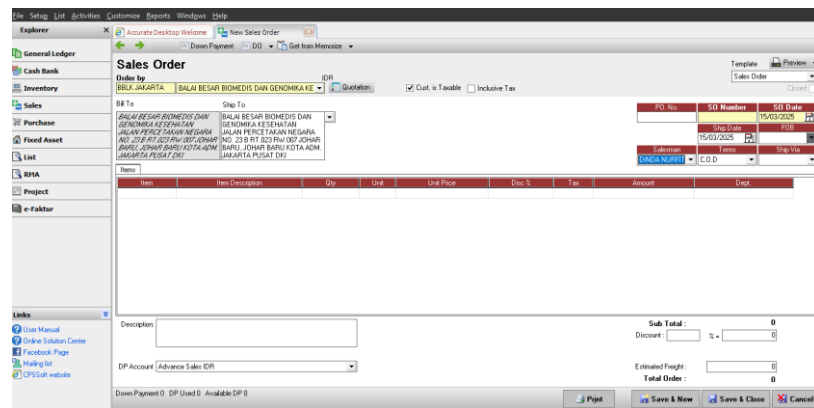 File Setup List Activities Customize Reports Windows Help
Explorer X
Accurate Desktop Welcome New Sales Order
Down Payment DO Get from Memorize
General Ledger
Cash Bank
Inventory
Sales
Purchase
Fixed Asset
List
RMA
Project
e-Faktur
Sales Order
Template Preview
Sales Order
Closed
Order by IDR
BBLK JAKARTA BALAI BESAR BIOMEDIS DAN GENOMIKA KE Quotation Cust. is Taxable Inclusive Tax
Bill To Ship To
BALAI BESAR BIOMEDIS DAN
GENOMIKA KESEHATAN
JALAN PERCETAKAN NEGARA
NO. 23 B RT.023 RW 007 JOHAR
BARU, JOHAR BARU KOTA ADM.
JAKARTA PUSAT DKI
BALAI BESAR BIOMEDIS DAN
GENOMIKA KESEHATAN
JALAN PERCETAKAN NEGARA
NO. 23 B RT.023 RW 007 JOHAR
BARU, JOHAR BARU KOTA ADM.
JAKARTA PUSAT DKI
PO. No. SO Number SO Date
15/03/2025
Ship Date FOB
15/03/2025
Salesman Terms Ship Via
DINDA NURFIT C.O.D
Items
Item Item Description Qty Unit Unit Price Disc % Tax Amount Dept.
Links
User Manual
Online Solution Center
Facebook Page
Mailing list
CPSSoft website
Description:
Sub Total : 0
Discount : % = 0
DP Account Advance Sales IDR
Estimated Freight : 0
Total Order : 0
Down Payment 0 DP Used 0 Available DP 0
Print Save & New Save & Close Cancel